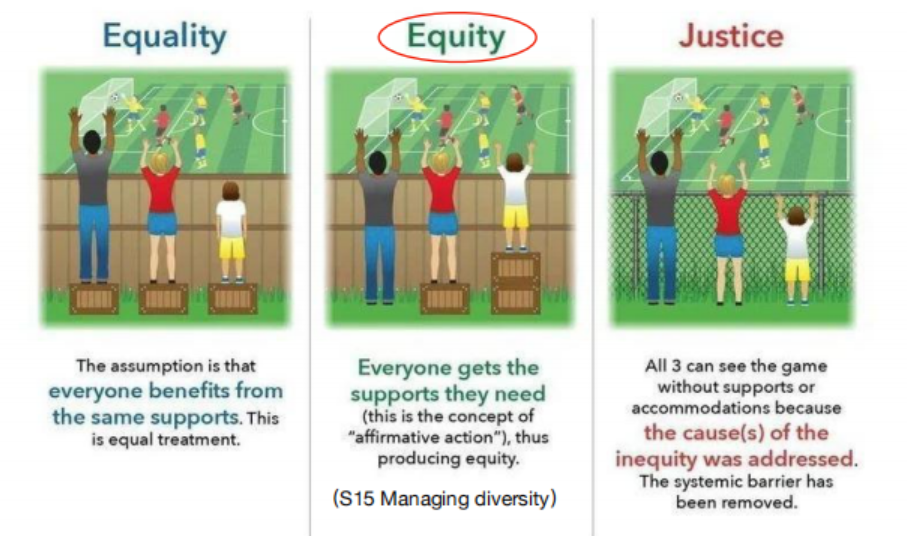 Equality
The assumption is that
everyone benefits from
the same supports. This
is equal treatment.
Equity
Everyone gets the
supports they need
(this is the concept of
"affirmative action"), thus
producing equity.
(S15 Managing diversity)
Justice
All 3 can see the game
without supports or
accommodations because
the cause(s) of the
inequity was addressed.
The systemic barrier has
been removed.